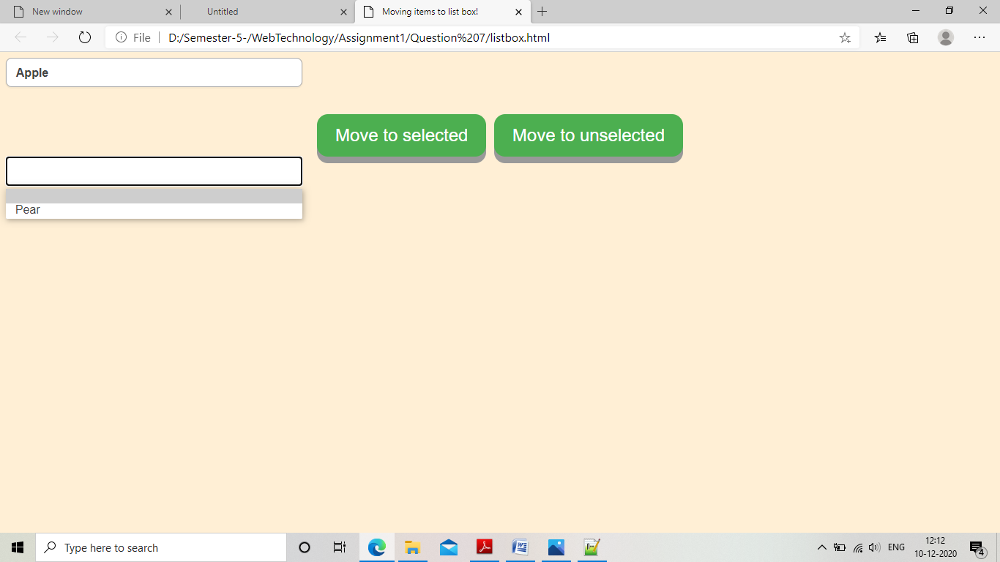 New window
Untitled
Moving items to list box!
File
D:/Semester-5-/WebTechnology/Assignment1/Question%207/listbox.html
Apple
Move to selected
Move to unselected
Pear
Type here to search
ENG
12:12
10-12-2020
4